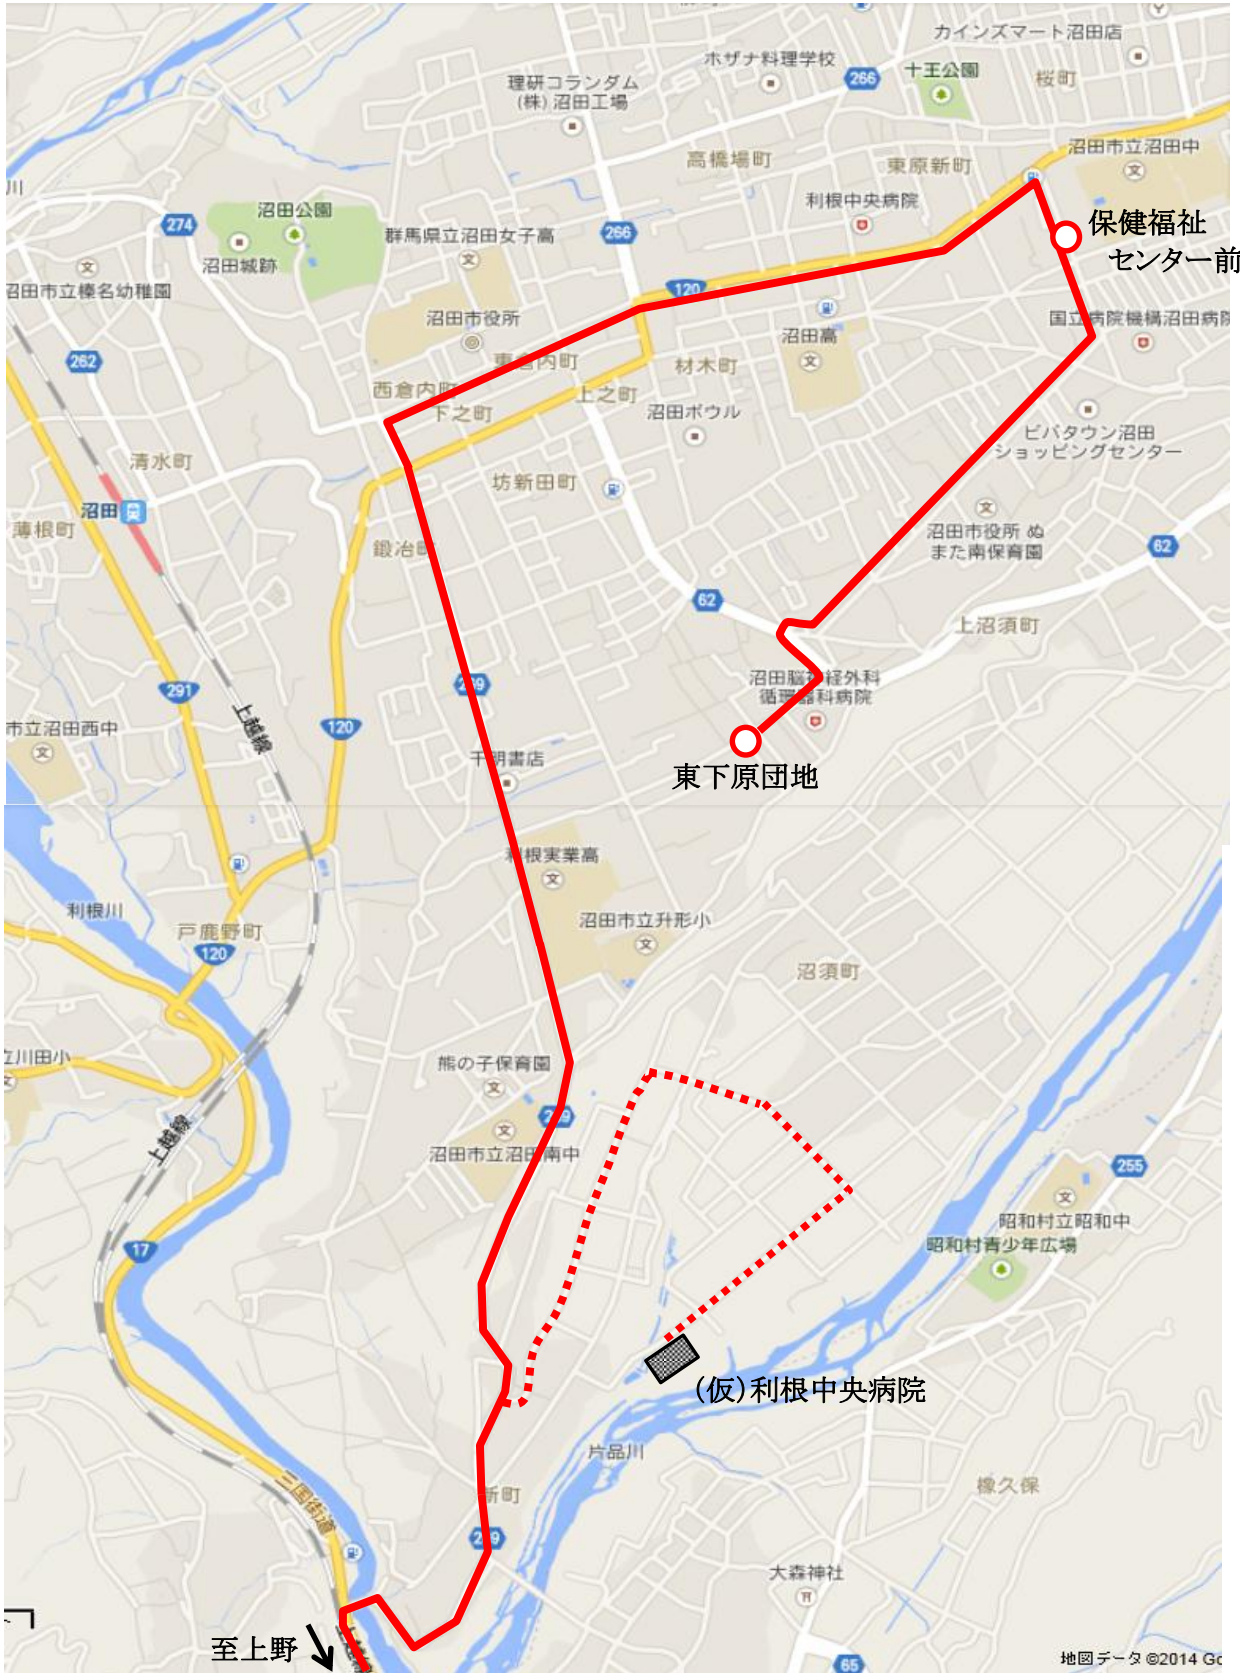 カインズマート沼田店
ホザナ料理学校
266
十王公園
桜町
理研コランダム
(株)沼田工場
高橋場町
東原新町
沼田市立沼田中
川
274
沼田公園
利根中央病院
保健福祉
センター前
沼田城跡
群馬県立沼田女子高
266
沼田市立榛名幼稚園
120
沼田市役所
沼田高
国立病院機構沼田病院
262
東倉内町
材木町
西倉内町
上之町
下之町
沼田ボウル
ビバタウン沼田
ショッピングセンター
清水町
坊新田町
沼田
薄根町
鍛冶町
沼田市役所 ぬ
また南保育園
62
62
上沼須町
沼田脳神経外科
循環器科病院
291
上越線
120
市立沼田西中
東下原団地
利根実業高
利根川
戸鹿野町
120
沼田市立升形小
沼須町
立川田小
熊の子保育園
上越線
沼田市立沼田南中
255
昭和村立昭和中
昭和村青少年広場
17
(仮)利根中央病院
片品川
三国街道
新町
橡久保
大森神社
至上野
上越線
65
地図データ ©2014 Go